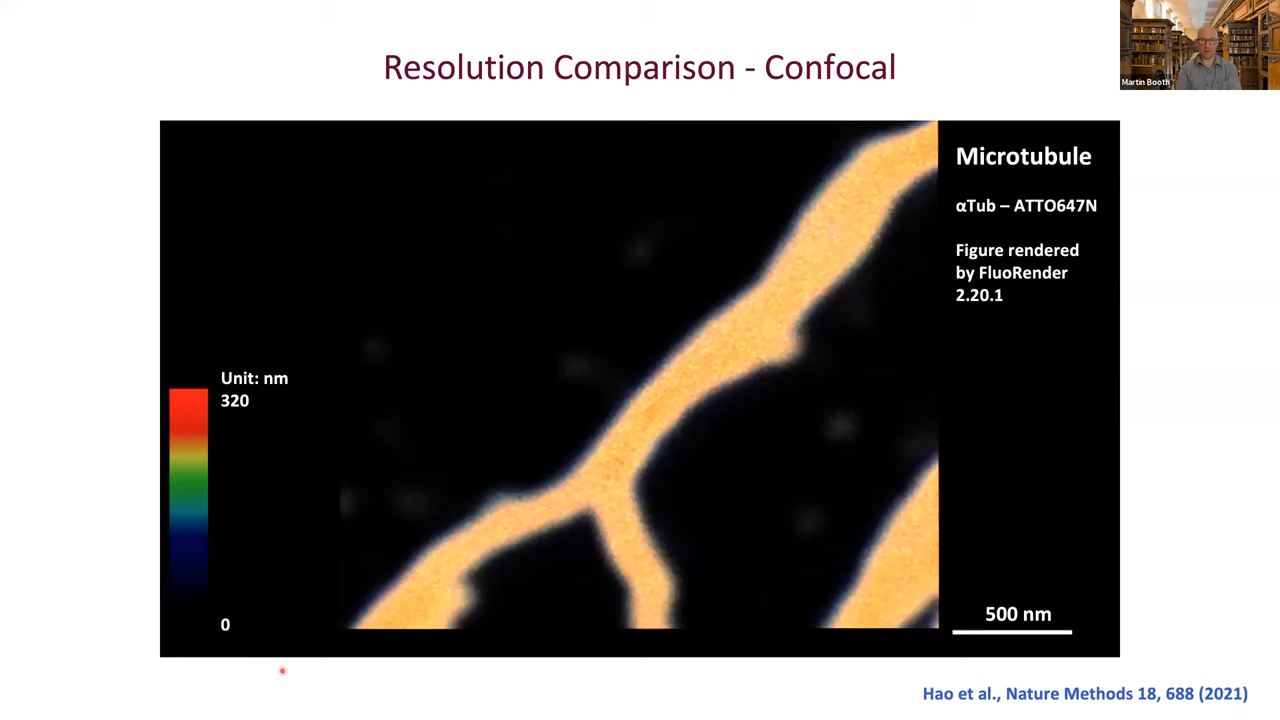 Resolution Comparison - Confocal
Martin Booth
Microtubule
αTub – ATTO647N
Figure rendered
by FluoRender
2.20.1
Unit: nm
320
0
500 nm
Hao et al., Nature Methods 18, 688 (2021)